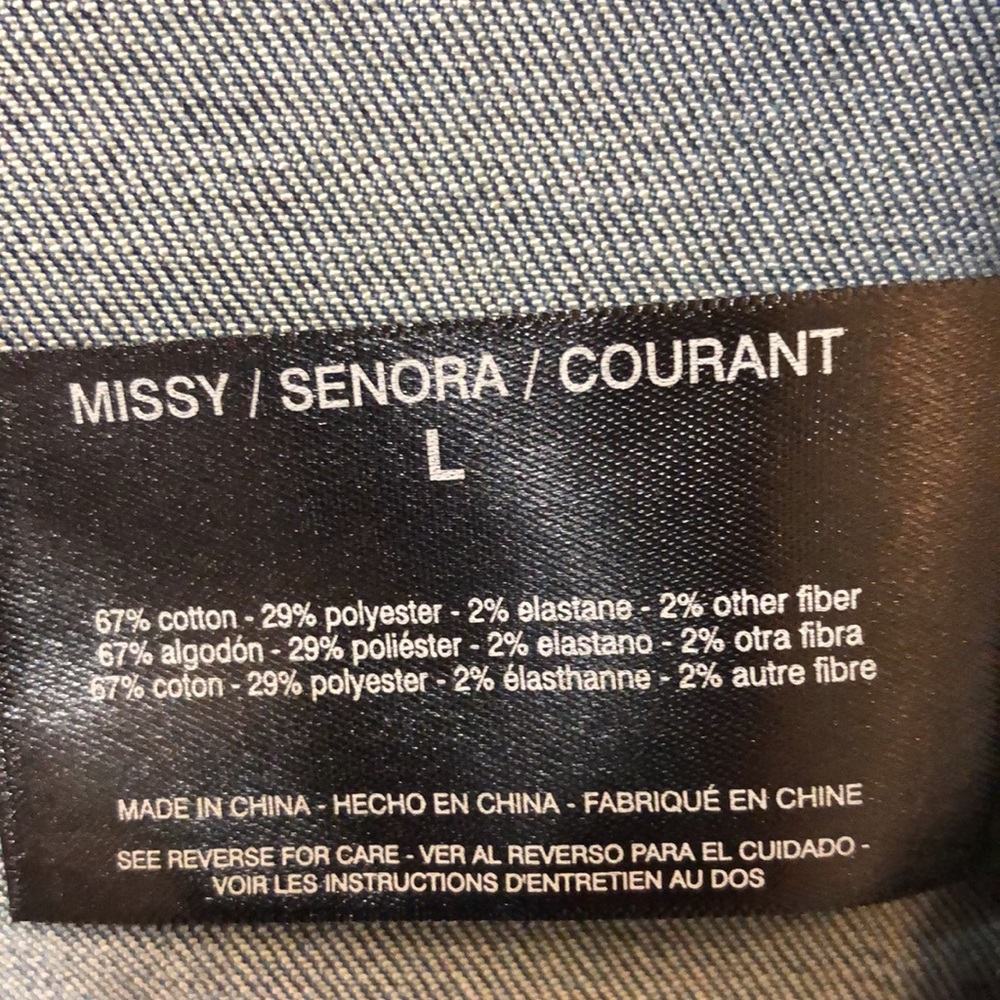 MISSY / SENORA / COURANT
L
67% cotton - 29% polyester - 2% elastane - 2% other fiber
67% algodón - 29% poliéster - 2% elastano - 2% otra fibra
67% coton - 29% polyester - 2% élasthanne - 2% autre fibre
MADE IN CHINA - HECHO EN CHINA - FABRIQUÉ EN CHINE
SEE REVERSE FOR CARE - VER AL REVERSO PARA EL CUIDADO -
VOIR LES INSTRUCTIONS D'ENTRETIEN AU DOS